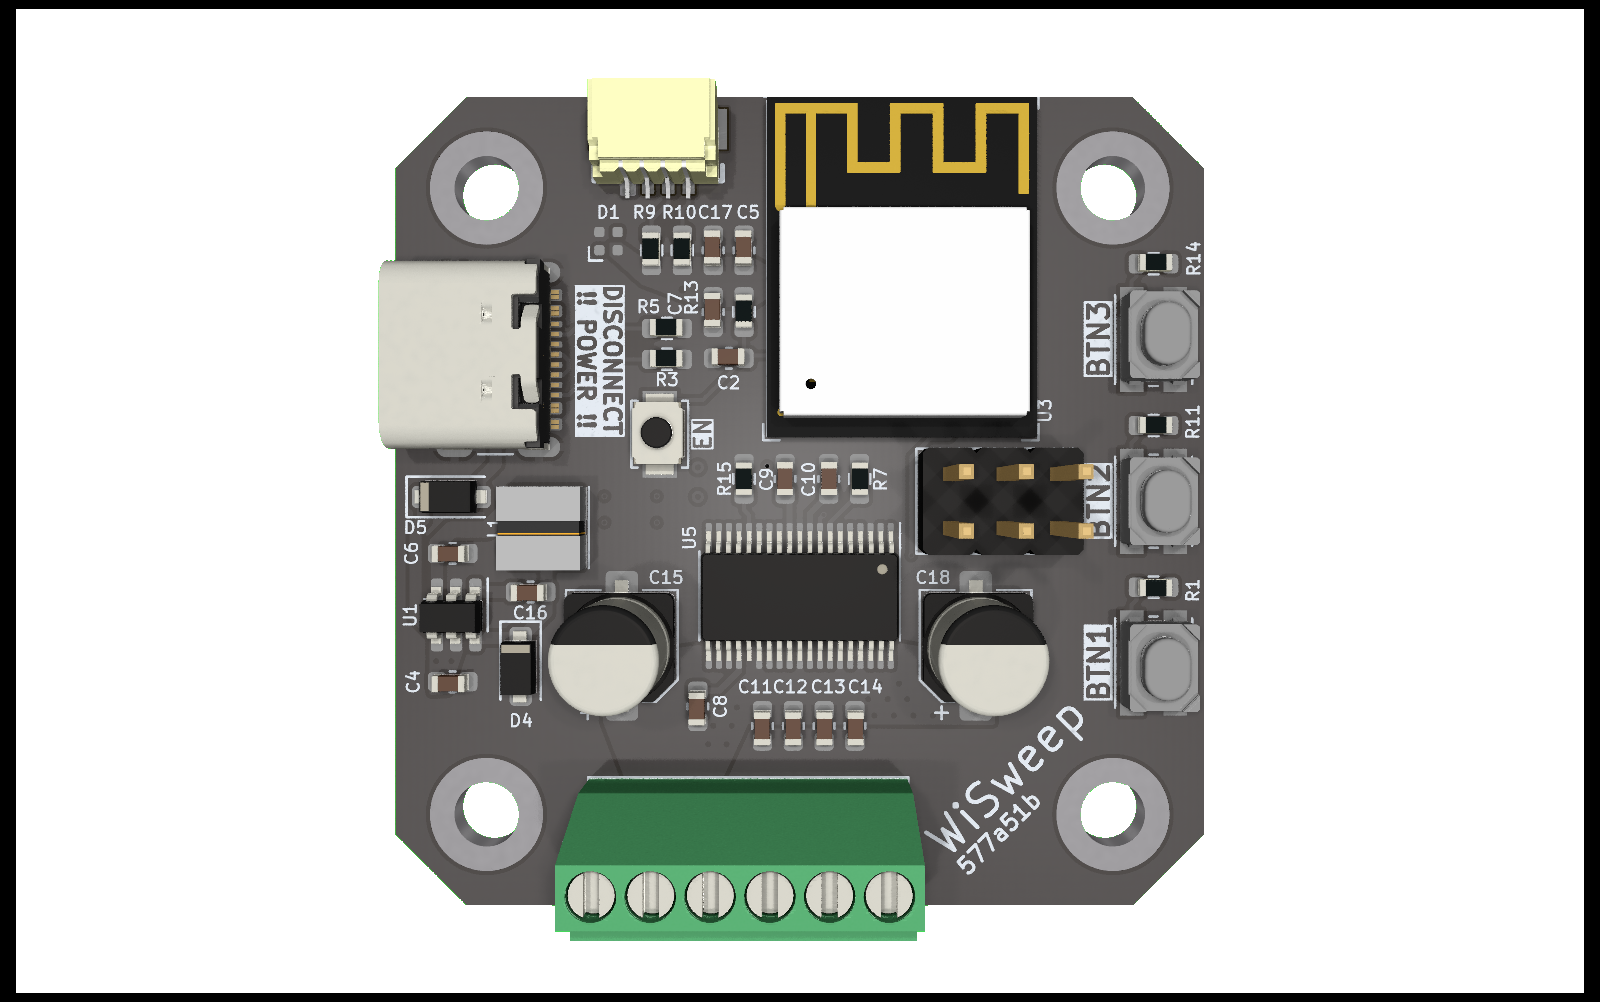 D1
R9
R10
C17
C5
R14
DISCONNECT
!! POWER !!
R5
C7
R13
BTN3
R3
C2
EN
U3
R11
R15
C9
C10
R7
BTN2
D5
1
C6
U5
C15
C18
R1
U1
C16
BTN1
C4
D4
+
C8
C11
C12
C13
C14
+
WiSweep
577a51b